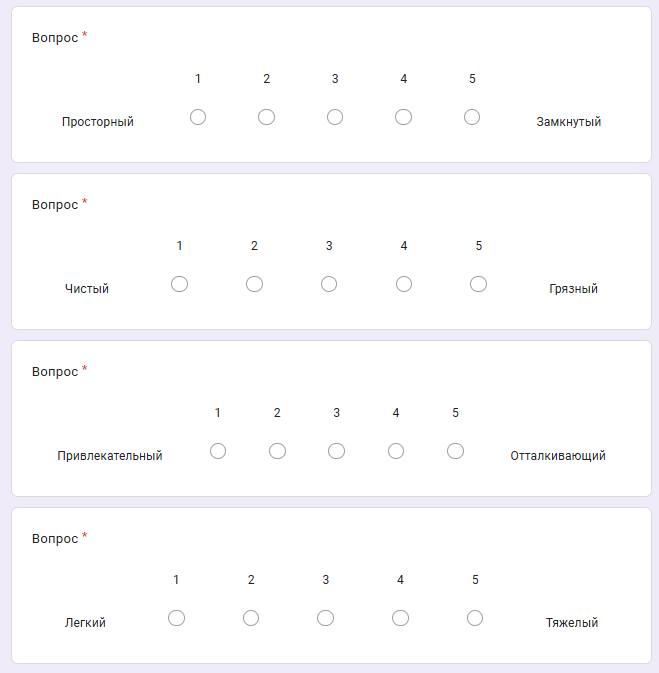 Вопрос *
1 2 3 4 5
Просторный Замкнутый
Вопрос *
1 2 3 4 5
Чистый Грязный
Вопрос *
1 2 3 4 5
Привлекательный Отталкивающий
Вопрос *
1 2 3 4 5
Легкий Тяжелый